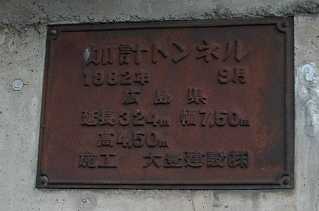 加計トンネル
1982年 9月
広島県
延長324m 幅7.50m
高4.50m
施工 大豊建設㈱